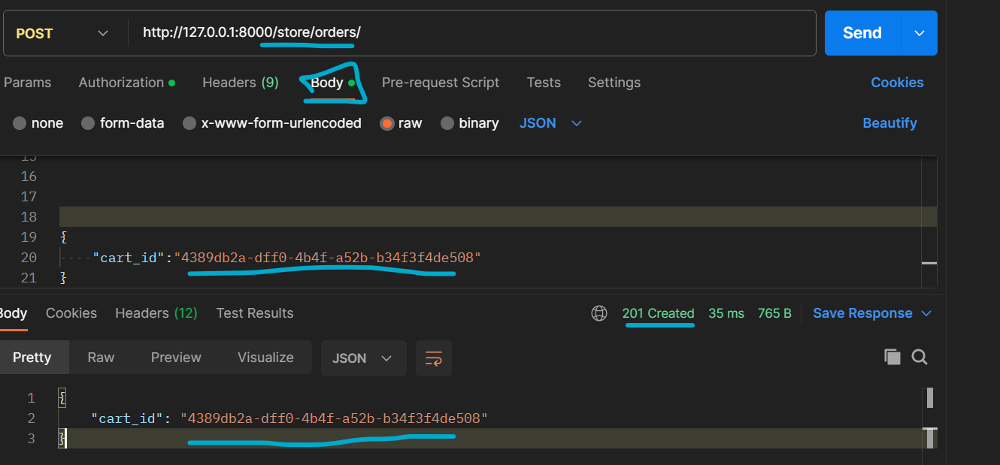 POST http://127.0.0.1:8000/store/orders/ Send
Params Authorization Headers (9) Body Pre-request Script Tests Settings Cookies
none form-data x-www-form-urlencoded raw binary JSON Beautify
15
16
17
18
19 {
20 ····"cart_id":"4389db2a-dff0-4b4f-a52b-b34f3f4de508"
21 }
Body Cookies Headers (12) Test Results 201 Created 35 ms 765 B Save Response
Pretty Raw Preview Visualize JSON
1 {
2 "cart_id": "4389db2a-dff0-4b4f-a52b-b34f3f4de508"
3 }